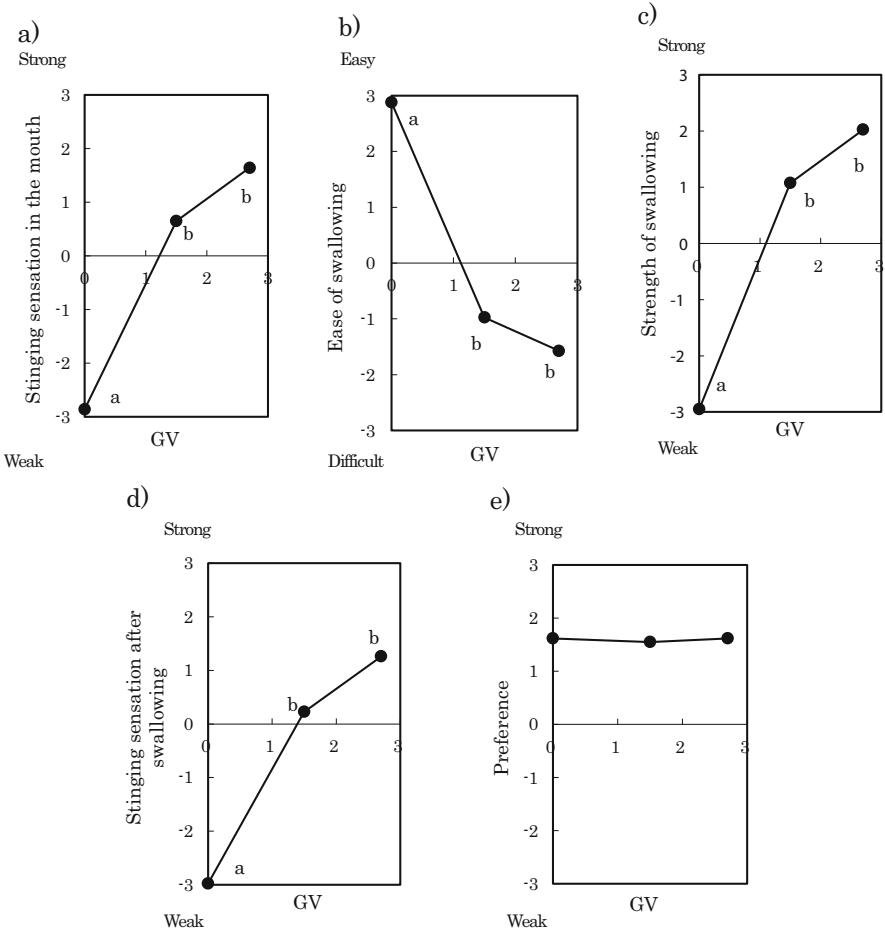 a)
Strong
Stinging sensation in the mouth
3
2
1
0
-1
-2
-3
0
1
2
3
a
b
b
GV
Weak
b)
Easy
Ease of swallowing
3
2
1
0
-1
-2
-3
0
1
2
3
a
b
b
GV
Difficult
c)
Strong
Strength of swallowing
3
2
1
0
-1
-2
-3
0
1
2
3
a
b
b
GV
Weak
d)
Strong
Stinging sensation after
swallowing
3
2
1
0
-1
-2
-3
0
1
2
3
a
b
b
GV
Weak
e)
Strong
Preference
3
2
1
0
-1
-2
-3
0
1
2
3
GV
Weak